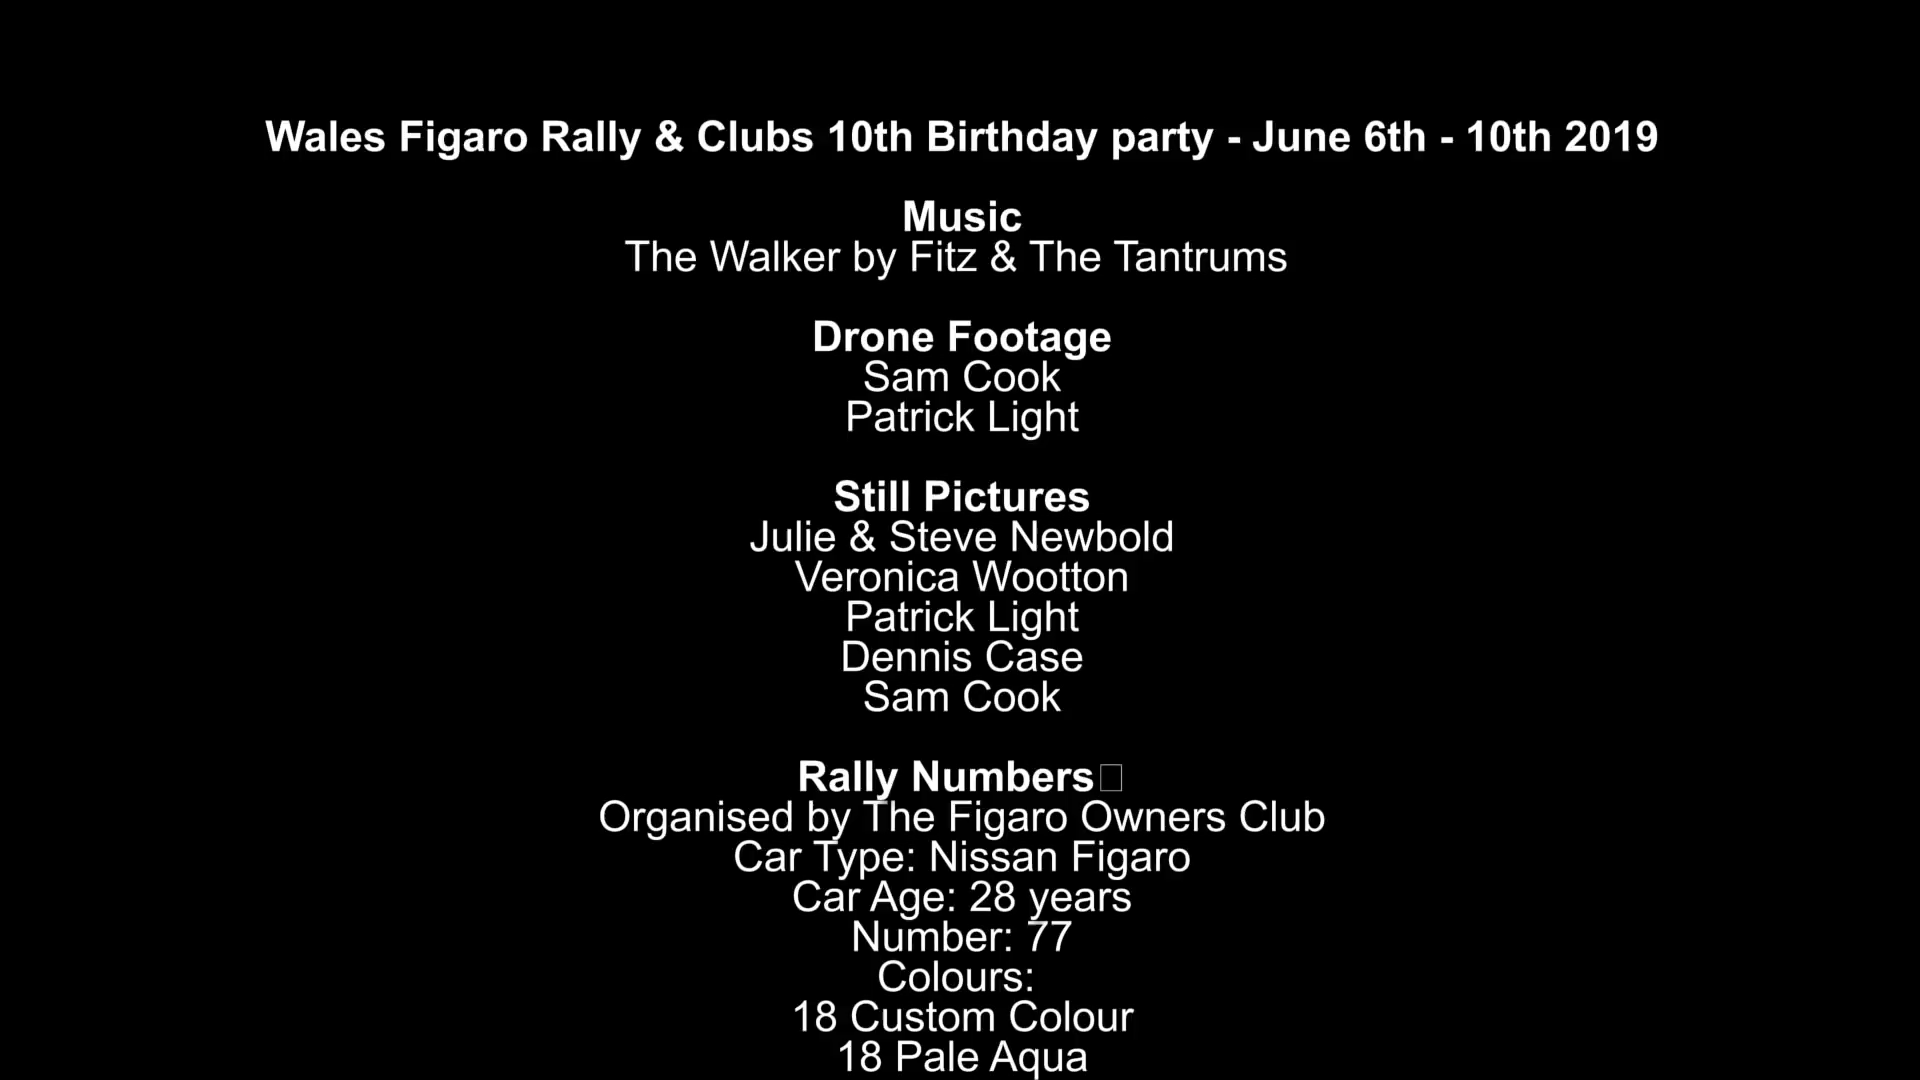 Wales Figaro Rally & Clubs 10th Birthday party - June 6th - 10th 2019
Music
The Walker by Fitz & The Tantrums
Drone Footage
Sam Cook
Patrick Light
Still Pictures
Julie & Steve Newbold
Veronica Wootton
Patrick Light
Dennis Case
Sam Cook
Rally Numbers
Organised by The Figaro Owners Club
Car Type: Nissan Figaro
Car Age: 28 years
Number: 77
Colours:
18 Custom Colour
18 Pale Aqua